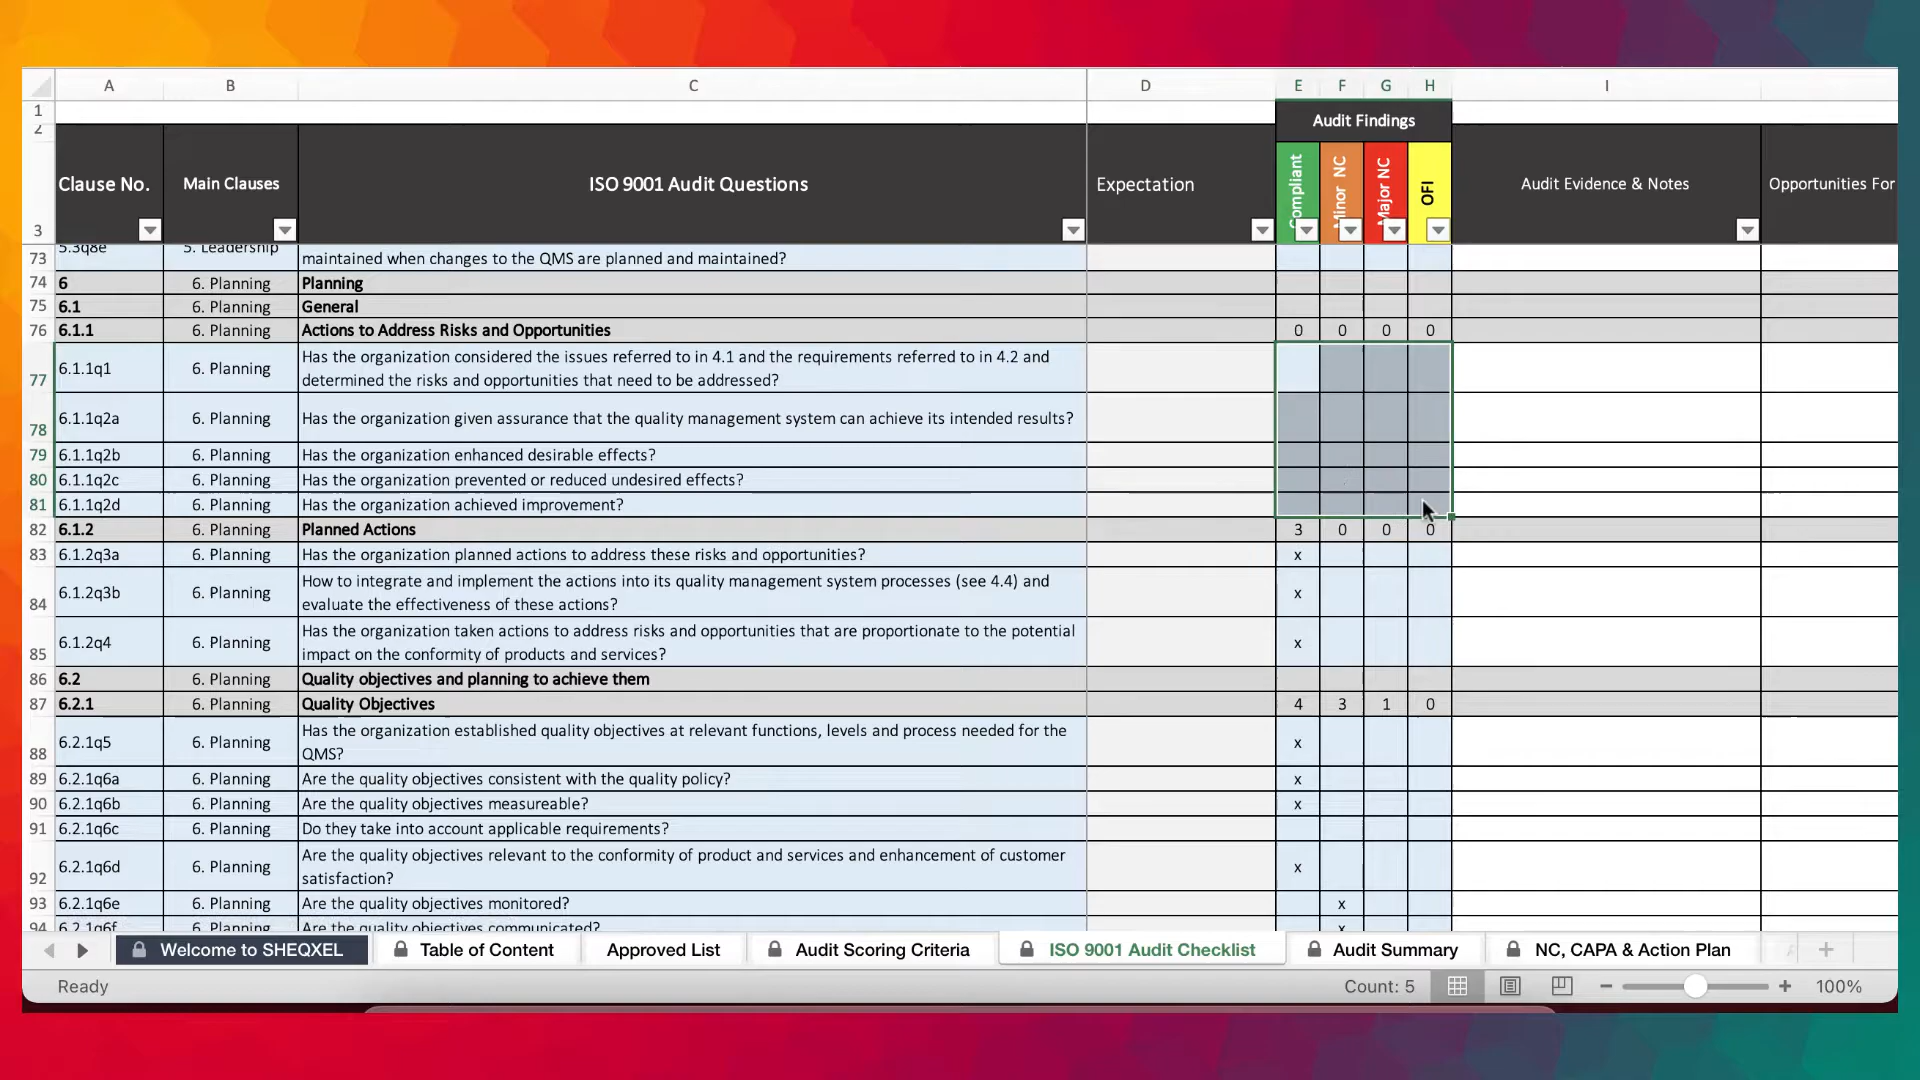 A B C D E F G H I
1
2
Audit Findings
Clause No. Main Clauses ISO 9001 Audit Questions Expectation Compliant Minor NC Major NC OFI Audit Evidence & Notes Opportunities For
3
5.3q8e 5. Leadership
73 maintained when changes to the QMS are planned and maintained?
74 6 6. Planning Planning
75 6.1 6. Planning General
76 6.1.1 6. Planning Actions to Address Risks and Opportunities 0 0 0 0
Has the organization considered the issues referred to in 4.1 and the requirements referred to in 4.2 and
77 6.1.1q1 6. Planning determined the risks and opportunities that need to be addressed?
78 6.1.1q2a 6. Planning Has the organization given assurance that the quality management system can achieve its intended results?
79 6.1.1q2b 6. Planning Has the organization enhanced desirable effects?
80 6.1.1q2c 6. Planning Has the organization prevented or reduced undesired effects?
81 6.1.1q2d 6. Planning Has the organization achieved improvement?
82 6.1.2 6. Planning Planned Actions 3 0 0 0
83 6.1.2q3a 6. Planning Has the organization planned actions to address these risks and opportunities? x
How to integrate and implement the actions into its quality management system processes (see 4.4) and
84 6.1.2q3b 6. Planning evaluate the effectiveness of these actions? x
Has the organization taken actions to address risks and opportunities that are proportionate to the potential
85 6.1.2q4 6. Planning impact on the conformity of products and services? x
86 6.2 6. Planning Quality objectives and planning to achieve them
87 6.2.1 6. Planning Quality Objectives 4 3 1 0
Has the organization established quality objectives at relevant functions, levels and process needed for the
88 6.2.1q5 6. Planning QMS? x
89 6.2.1q6a 6. Planning Are the quality objectives consistent with the quality policy? x
90 6.2.1q6b 6. Planning Are the quality objectives measureable? x
91 6.2.1q6c 6. Planning Do they take into account applicable requirements?
Are the quality objectives relevant to the conformity of product and services and enhancement of customer
92 6.2.1q6d 6. Planning satisfaction? x
93 6.2.1q6e 6. Planning Are the quality objectives monitored? x
94 6.2.1q6f 6. Planning Are the quality objectives communicated? x
Welcome to SHEQXEL Table of Content Approved List Audit Scoring Criteria ISO 9001 Audit Checklist Audit Summary NC, CAPA & Action Plan
Ready Count: 5 100%